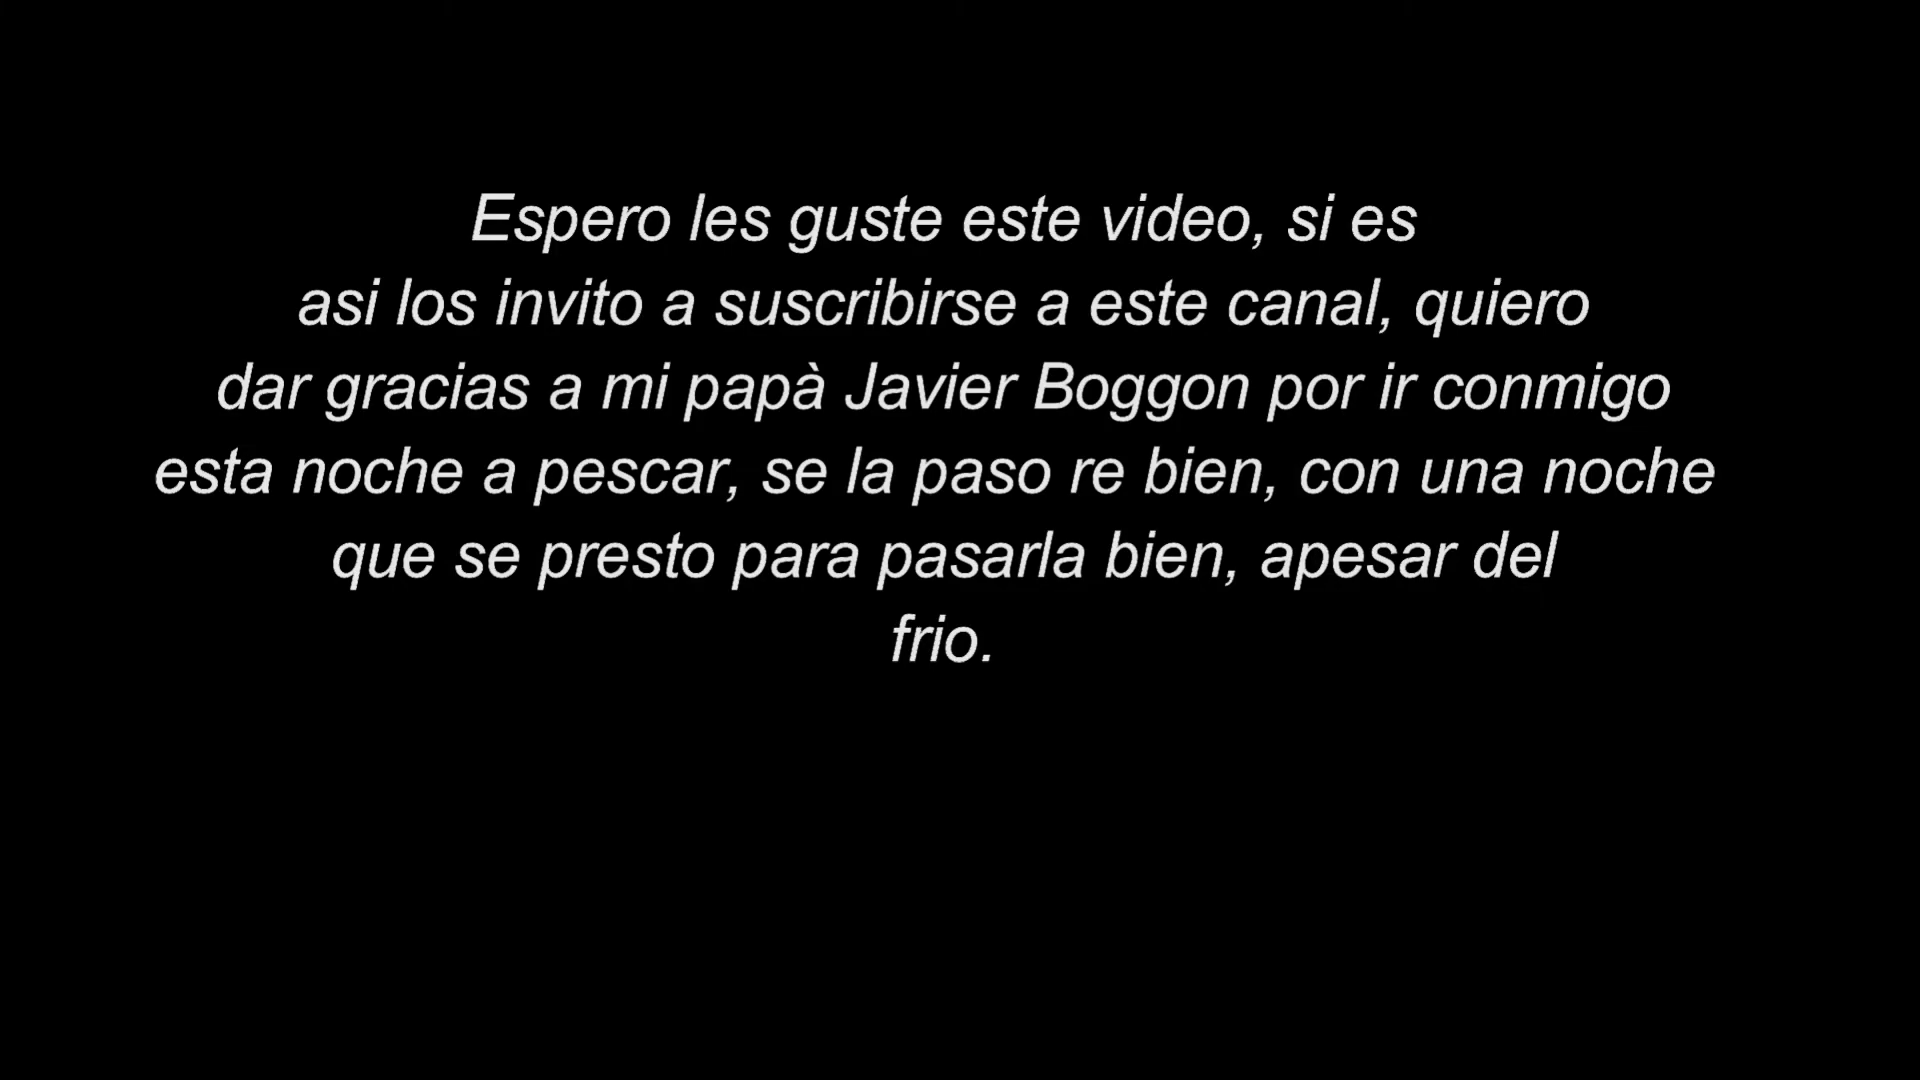 Espero les guste este video, si es
asi los invito a suscribirse a este canal, quiero
dar gracias a mi papà Javier Boggon por ir conmigo
esta noche a pescar, se la paso re bien, con una noche
que se presto para pasarla bien, apesar del
frio.